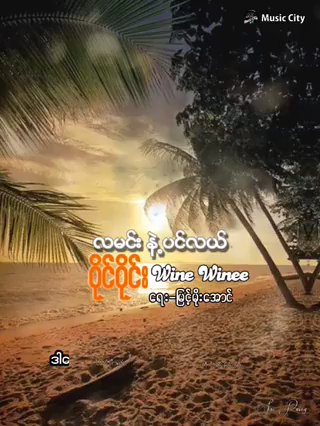 Music City
လမင်း နဲ့ ပင်လယ်
ဝိုင်ဝိုင်း Wine Winee
ရေး=မြင့်မိုးအောင်
ဒါငေ